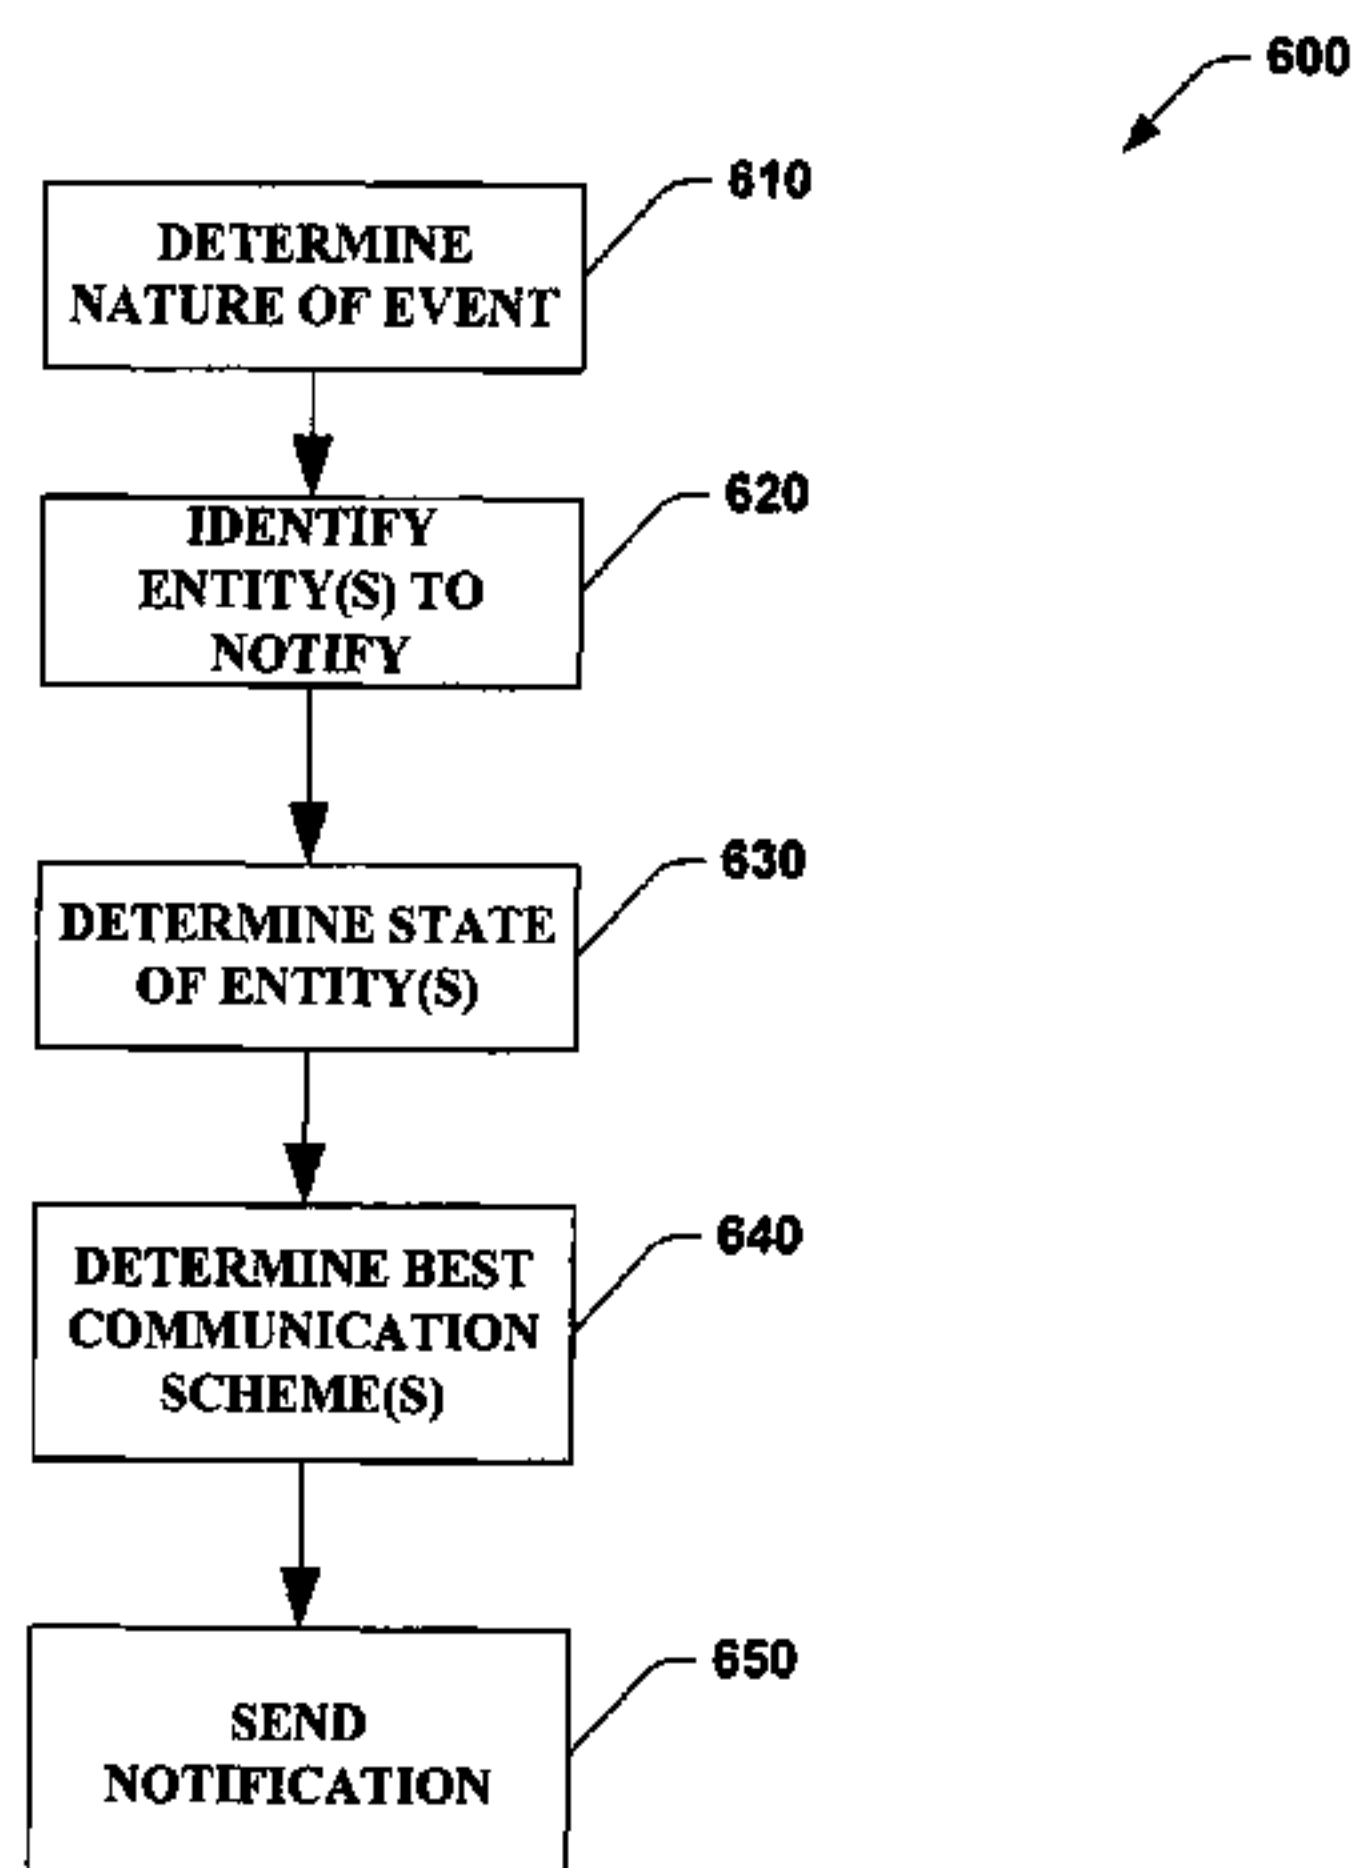 600
610
DETERMINE
NATURE OF EVENT
620
IDENTIFY
ENTITY(S) TO
NOTIFY
630
DETERMINE STATE
OF ENTITY(S)
640
DETERMINE BEST
COMMUNICATION
SCHEME(S)
650
SEND
NOTIFICATION